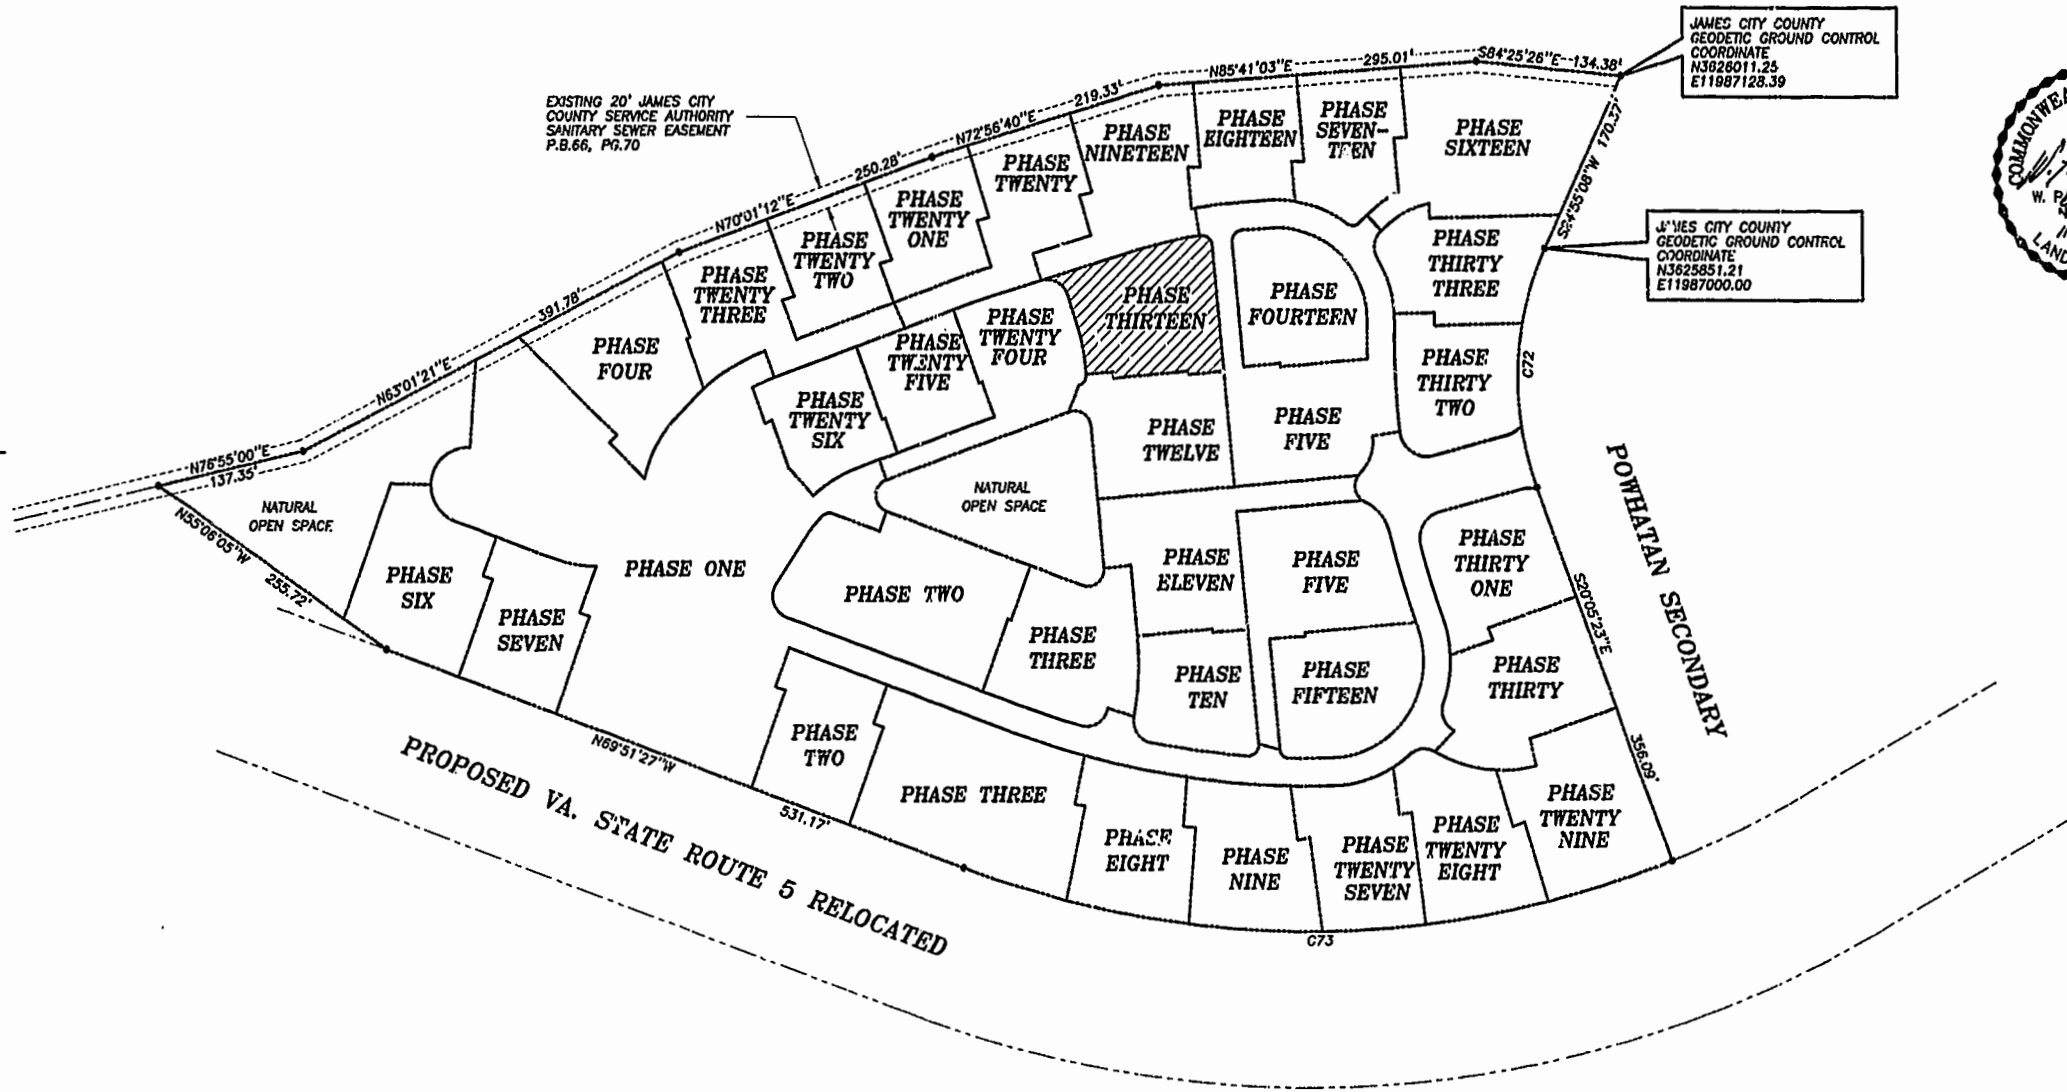 JAMES CITY COUNTY
GEODETIC GROUND CONTROL
COORDINATE
N3626011.25
E11987128.39
EXISTING 20' JAMES CITY
COUNTY SERVICE AUTHORITY
SANITARY SEWER EASEMENT
P.B.66, PG.70
N76°55'00"E
137.35'
N63°01'21"E
391.78'
N70°01'12"E
250.28'
N72°56'40"E
219.33'
N85°41'03"E
295.01'
S84°25'26"E
134.38'
S24°55'08"W
170.37'
COMMONWEA
W. P
LAND
JAMES CITY COUNTY
GEODETIC GROUND CONTROL
COORDINATE
N3625851.21
E11987000.00
PHASE
NINETEEN
PHASE
EIGHTEEN
PHASE
SEVEN-
TEEN
PHASE
SIXTEEN
PHASE
TWENTY
PHASE
TWENTY
ONE
PHASE
TWENTY
TWO
PHASE
TWENTY
THREE
PHASE
FOUR
PHASE
THIRTY
THREE
PHASE
THIRTEEN
PHASE
FOURTEEN
PHASE
TWENTY
FOUR
PHASE
TWENTY
FIVE
PHASE
TWENTY
SIX
PHASE
THIRTY
TWO
C72
PHASE
TWELVE
PHASE
FIVE
NATURAL
OPEN SPACE
NATURAL
OPEN SPACE
N55°06'05"W
255.72'
PHASE
SIX
PHASE
SEVEN
PHASE ONE
PHASE TWO
PHASE
ELEVEN
PHASE
FIVE
PHASE
THIRTY
ONE
POWHATAN SECONDARY
S20°05'23"E
356.09'
PHASE
THREE
PHASE
TEN
PHASE
FIFTEEN
PHASE
THIRTY
PHASE
TWO
PHASE THREE
PHASE
EIGHT
PHASE
NINE
PHASE
TWENTY
SEVEN
PHASE
TWENTY
EIGHT
PHASE
TWENTY
NINE
N69°51'27"W
531.17'
C73
PROPOSED VA. STATE ROUTE 5 RELOCATED